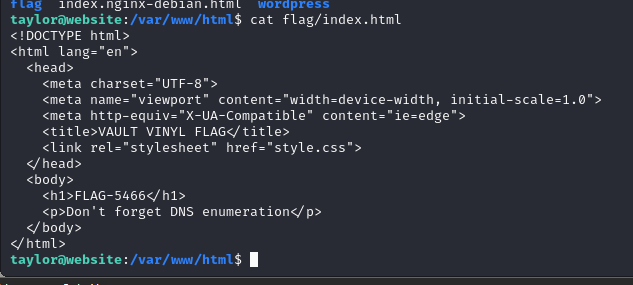 flag index.nginx-debian.html wordpress
taylor@website:/var/www/html$ cat flag/index.html
<!DOCTYPE html>
<html lang="en">
  <head>
    <meta charset="UTF-8">
    <meta name="viewport" content="width=device-width, initial-scale=1.0">
    <meta http-equiv="X-UA-Compatible" content="ie=edge">
    <title>VAULT VINYL FLAG</title>
    <link rel="stylesheet" href="style.css">
  </head>
  <body>
    <h1>FLAG-5466</h1>
    <p>Don't forget DNS enumeration</p>
  </body>
</html>
taylor@website:/var/www/html$